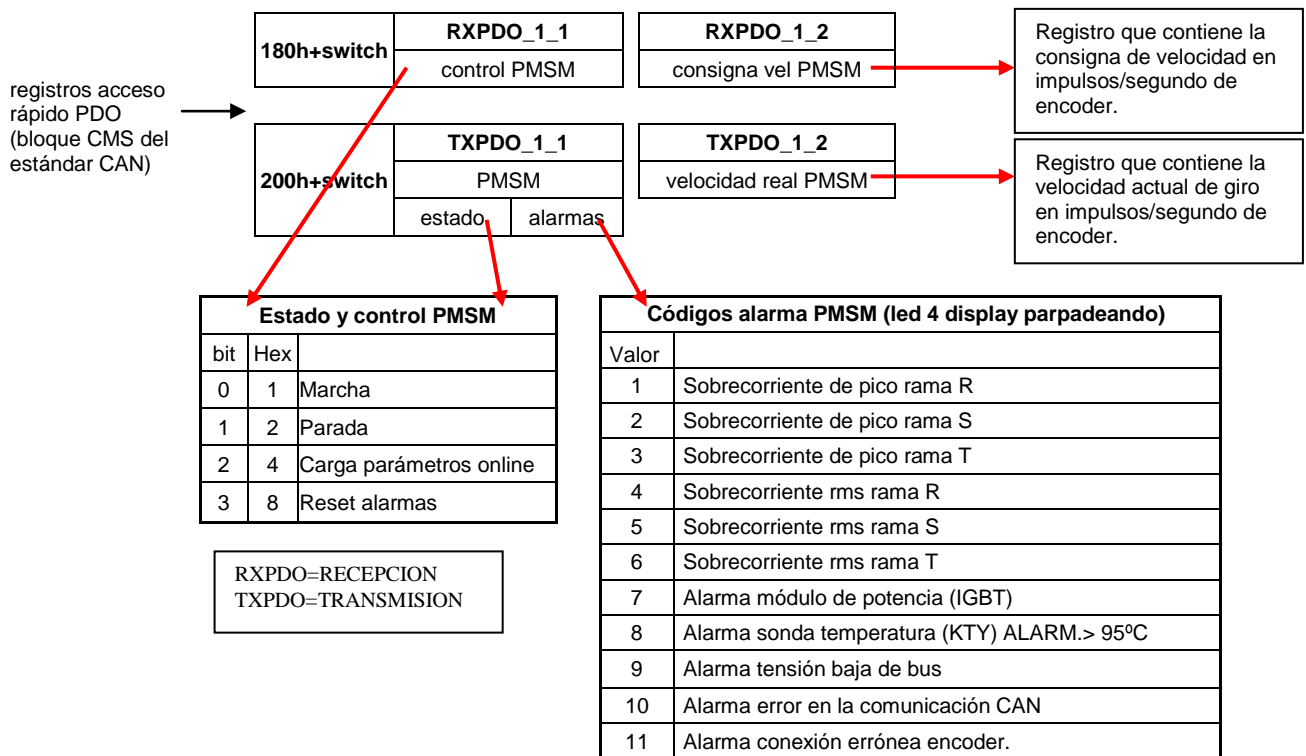 registros acceso
rápido PDO
(bloque CMS del
estándar CAN)
180h+switch
RXPDO_1_1
control PMSM
RXPDO_1_2
consigna vel PMSM
Registro que contiene la
consigna de velocidad en
impulsos/segundo de
encoder.
200h+switch
TXPDO_1_1
PMSM
estado
alarmas
TXPDO_1_2
velocidad real PMSM
Registro que contiene la
velocidad actual de giro
en impulsos/segundo de
encoder.
Estado y control PMSM
bit Hex
0 1 Marcha
1 2 Parada
2 4 Carga parámetros online
3 8 Reset alarmas
RXPDO=RECEPCION
TXPDO=TRANSMISION
Códigos alarma PMSM (led 4 display parpadeando)
Valor
1 Sobrecorriente de pico rama R
2 Sobrecorriente de pico rama S
3 Sobrecorriente de pico rama T
4 Sobrecorriente rms rama R
5 Sobrecorriente rms rama S
6 Sobrecorriente rms rama T
7 Alarma módulo de potencia (IGBT)
8 Alarma sonda temperatura (KTY) ALARM.> 95ºC
9 Alarma tensión baja de bus
10 Alarma error en la comunicación CAN
11 Alarma conexión errónea encoder.